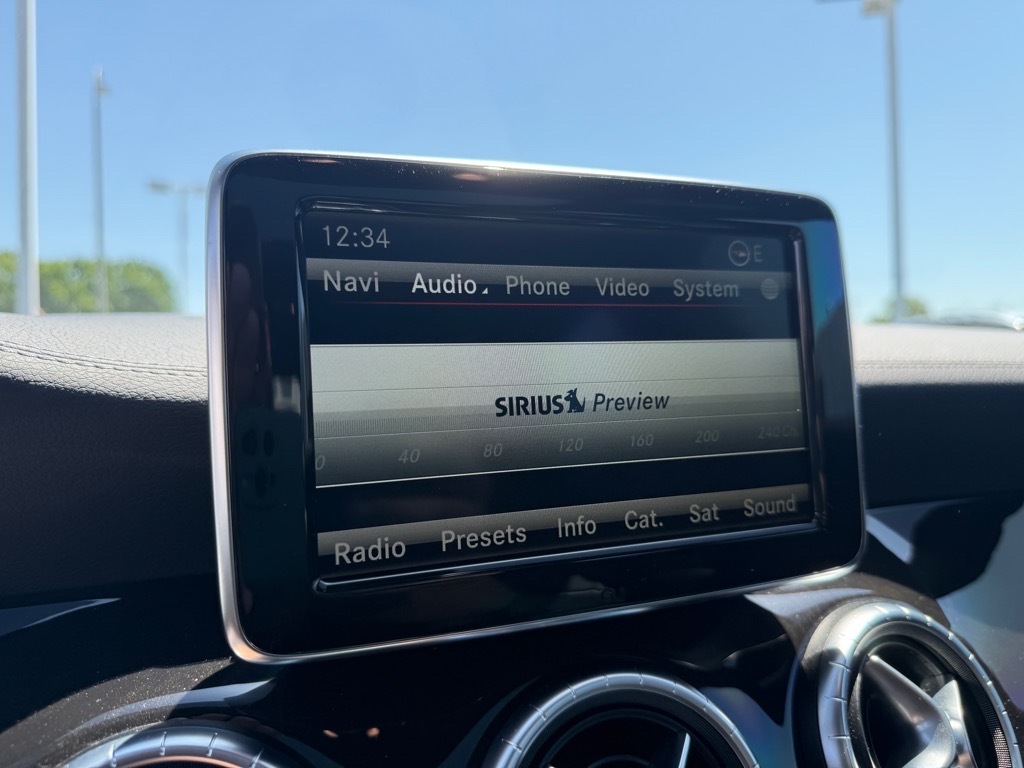 12:34 E
Navi Audio Phone Video System
SIRIUS Preview
0 40 80 120 160 200 240 Ch
Radio Presets Info Cat. Sat Sound